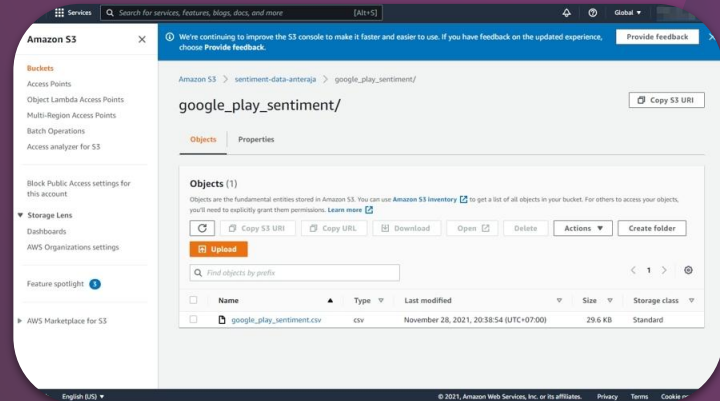 Services
Search for services, features, blogs, docs, and more
[Alt+S]
Global ▼
Amazon S3
We're continuing to improve the S3 console to make it faster and easier to use. If you have feedback on the updated experience,
choose Provide feedback.
Provide feedback
Buckets
Access Points
Object Lambda Access Points
Multi-Region Access Points
Batch Operations
Access analyzer for S3
Block Public Access settings for
this account
▼ Storage Lens
Dashboards
AWS Organizations settings
Feature spotlight 3
▶ AWS Marketplace for S3
Amazon S3 > sentiment-data-anteraja > google_play_sentiment/
google_play_sentiment/
Copy S3 URI
Objects
Properties
Objects (1)
Objects are the fundamental entities stored in Amazon S3. You can use Amazon S3 inventory to get a list of all objects in your bucket. For others to access your objects,
you'll need to explicitly grant them permissions. Learn more
Copy S3 URI
Copy URL
Download
Open
Delete
Actions ▼
Create folder
Upload
Find objects by prefix
< 1 >
Name ▲ Type ▽ Last modified ▽ Size ▽ Storage class ▽
google_play_sentiment.csv csv November 28, 2021, 20:38:54 (UTC+07:00) 29.6 KB Standard
English (US) ▼
© 2021, Amazon Web Services, Inc. or its affiliates. Privacy Terms Cookie